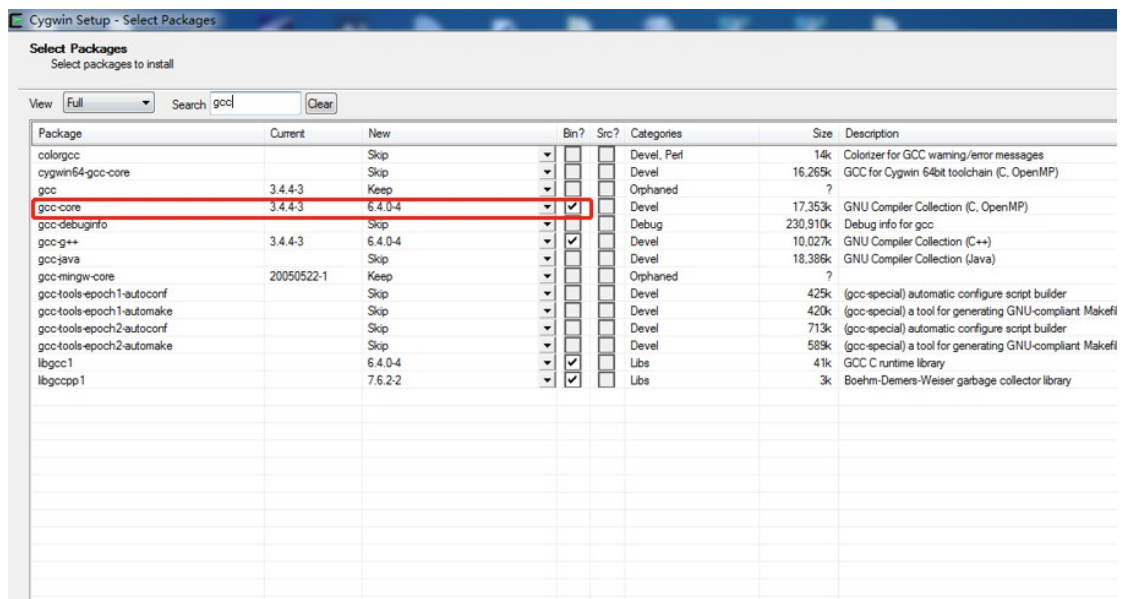 Cygwin Setup - Select Packages
Select Packages
Select packages to install
View Full Search gcc Clear
Package Current New Bin? Src? Categories Size Description
colorgcc Skip Devel, Perl 14k Colorizer for GCC warning/error messages
cygwin64-gcc-core Skip Devel 16,265k GCC for Cygwin 64bit toolchain (C, OpenMP)
gcc 3.4.4-3 Keep Orphaned ?
gcc-core 3.4.4-3 6.4.0-4 Devel 17,353k GNU Compiler Collection (C, OpenMP)
gcc-debuginfo Skip Debug 230,910k Debug info for gcc
gcc-g++ 3.4.4-3 6.4.0-4 Devel 10,027k GNU Compiler Collection (C++)
gcc-java Skip Devel 18,386k GNU Compiler Collection (Java)
gcc-mingw-core 20050522-1 Keep Orphaned ?
gcc-tools-epoch1-autoconf Skip Devel 425k (gcc-special) automatic configure script builder
gcc-tools-epoch1-automake Skip Devel 420k (gcc-special) a tool for generating GNU-compliant Makefil
gcc-tools-epoch2-autoconf Skip Devel 713k (gcc-special) automatic configure script builder
gcc-tools-epoch2-automake Skip Devel 589k (gcc-special) a tool for generating GNU-compliant Makefil
libgcc1 6.4.0-4 Libs 41k GCC C runtime library
libgccpp1 7.6.2-2 Libs 3k Boehm-Demers-Weiser garbage collector library